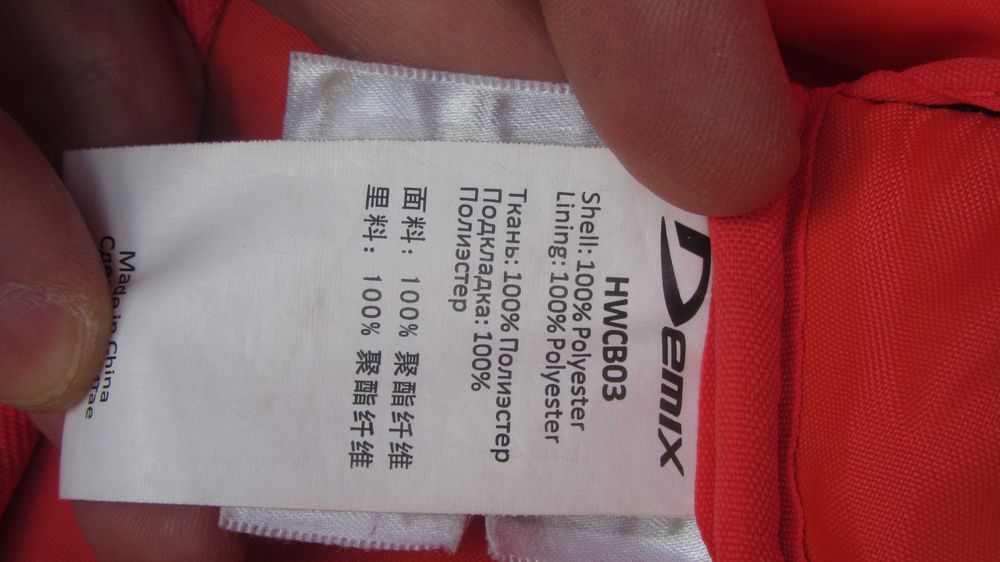 Demix
HWCB03
Shell: 100% Polyester
Lining: 100% Polyester
Ткань: 100% Полиэстер
Подкладка: 100%
Полиэстер
面料: 100% 聚酯纤维
里料: 100% 聚酯纤维
Made in China